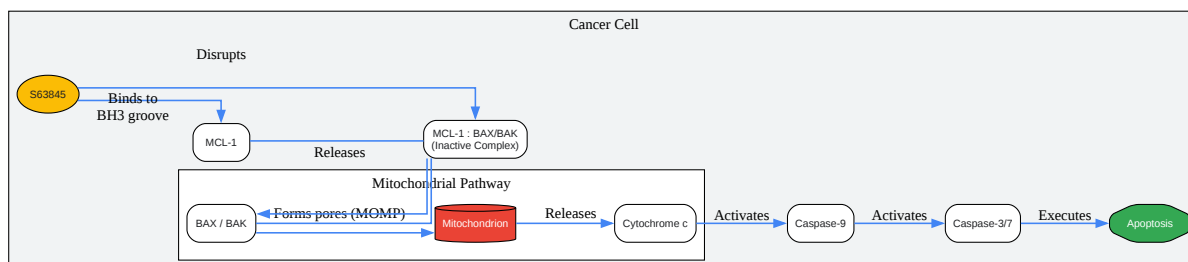 Cancer Cell
Disrupts
S63845
Binds to
BH3 groove
MCL-1
MCL-1 : BAX/BAK
(Inactive Complex)
Releases
Mitochondrial Pathway
BAX / BAK
Forms pores (MOMP)
Mitochondrion
Releases
Cytochrome c
Activates
Caspase-9
Activates
Caspase-3/7
Executes
Apoptosis